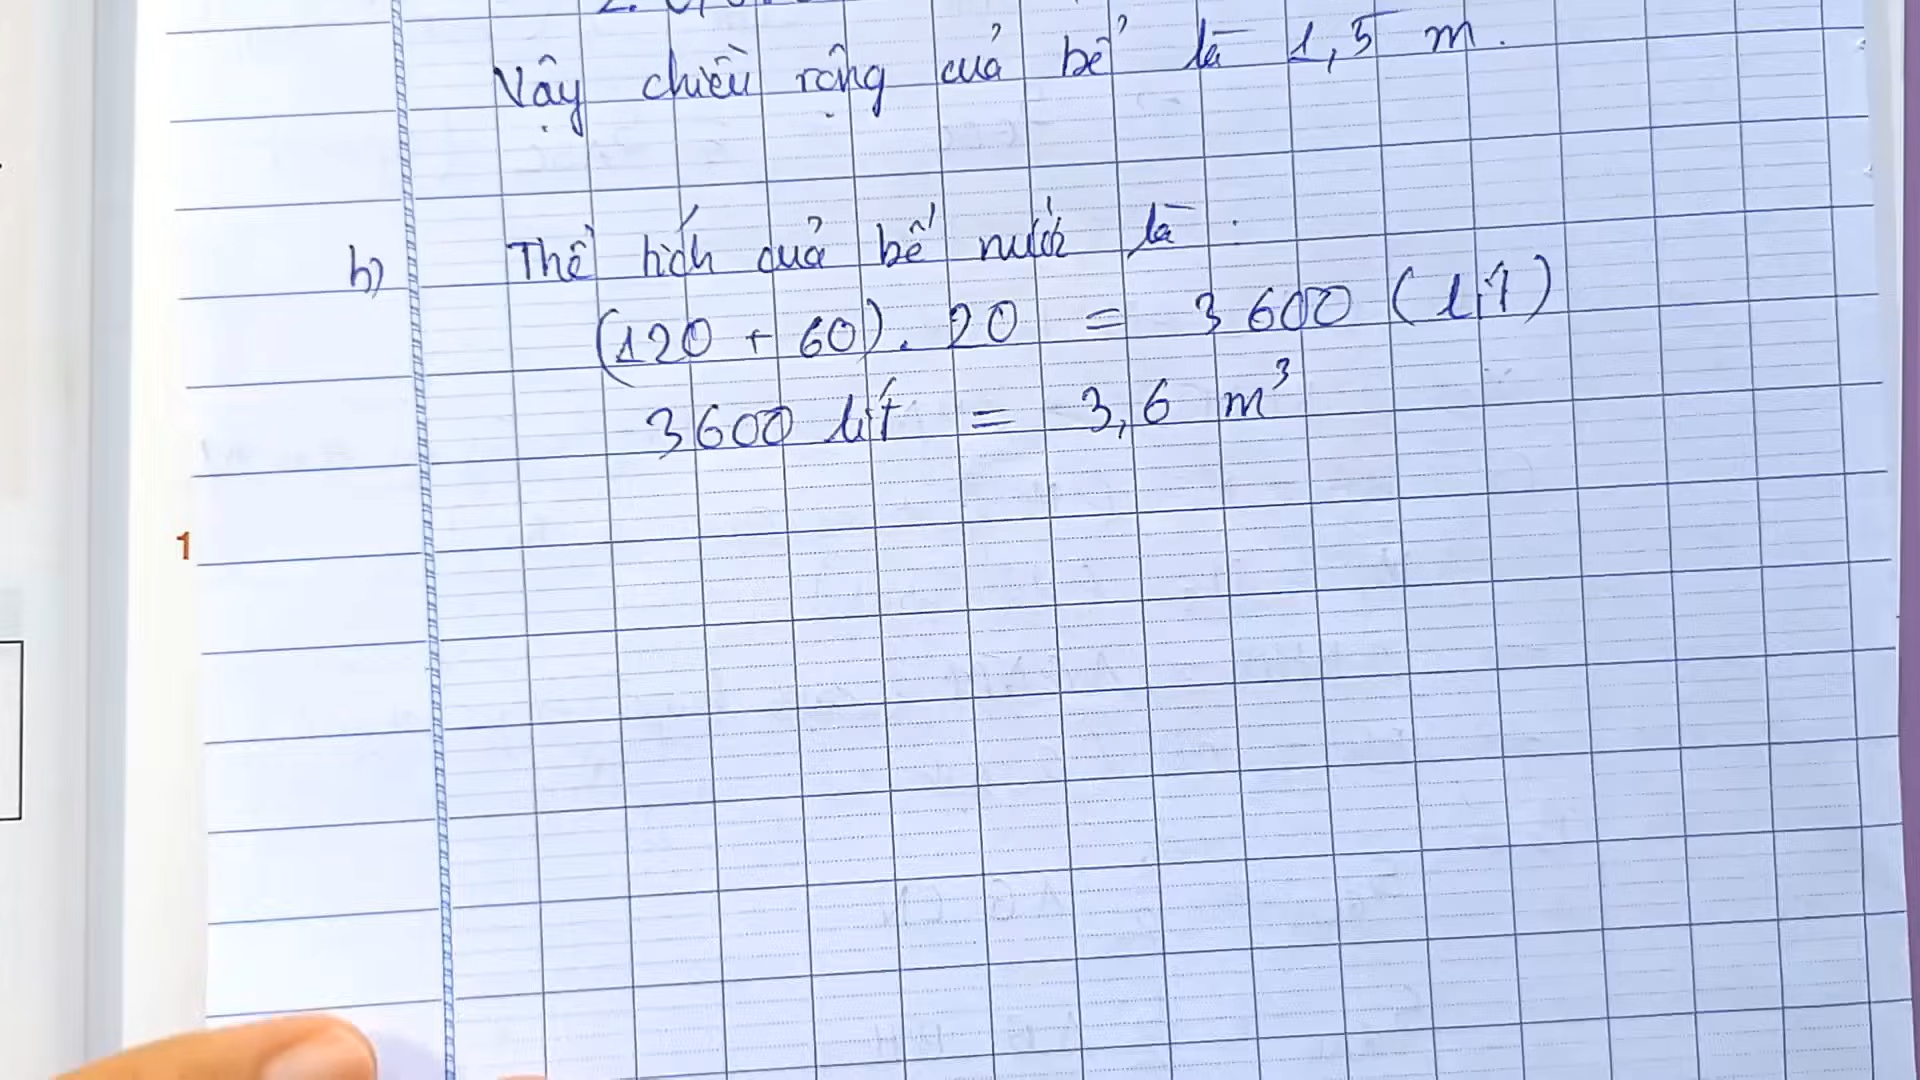 Vậy chiều rộng của bể là 1,5 m.
b) Thể tích của bể nước là:
(120 + 60) . 20 = 3 600 (lít)
3600 lít = 3,6 m³
1